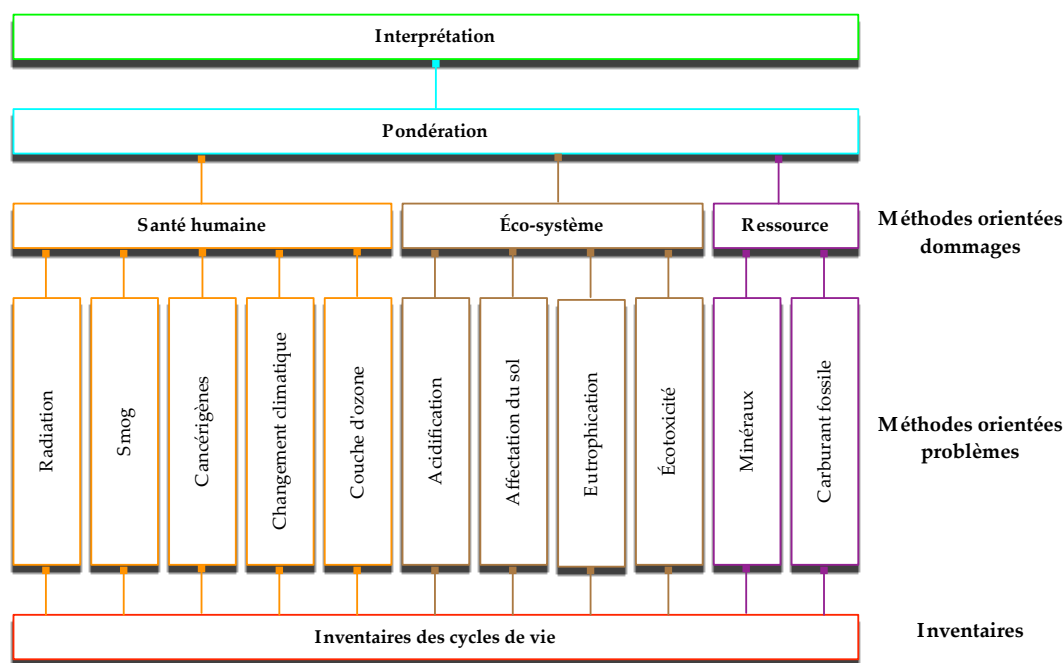 Interprétation
Pondération
Santé humaine
Éco-système
Ressource
Méthodes orientées
dommages
Radiation
Smog
Cancérigènes
Changement climatique
Couche d'ozone
Acidification
Affectation du sol
Eutrophication
Écotoxicité
Minéraux
Carburant fossile
Méthodes orientées
problèmes
Inventaires des cycles de vie
Inventaires